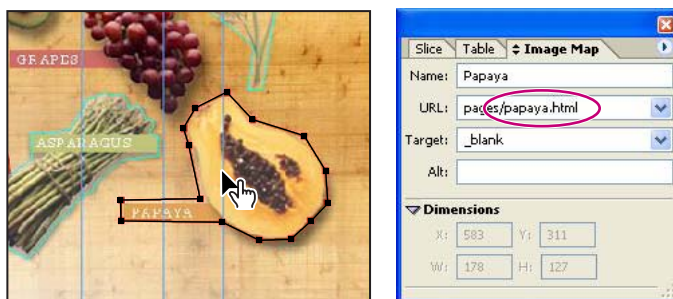 GRAPES
ASPARAGUS
PAPAYA
Slice Table Image Map
Name: Papaya
URL: pages/papaya.html
Target: _blank
Alt:
Dimensions
X: 583 Y: 311
W: 178 H: 127